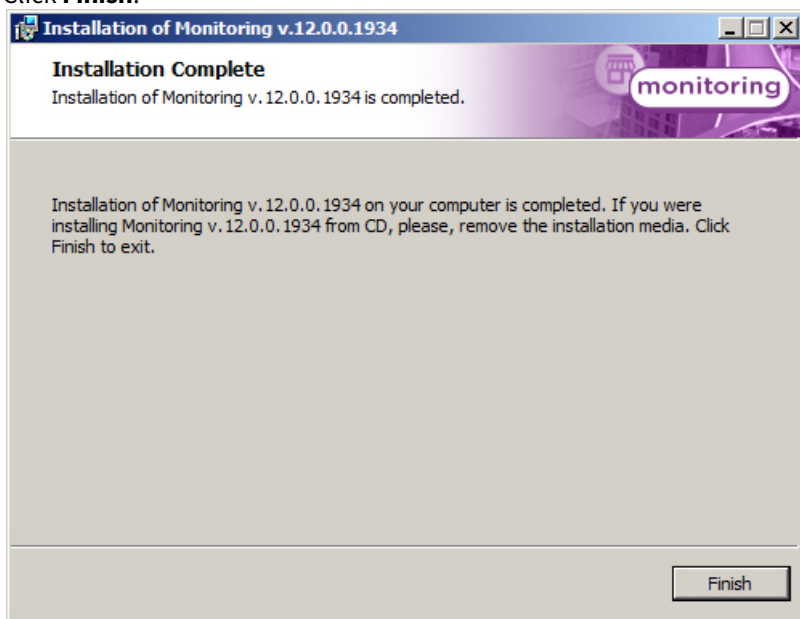 Click Finish.
Installation of Monitoring v.12.0.0.1934
Installation Complete
Installation of Monitoring v.12.0.0.1934 is completed.
monitoring
Installation of Monitoring v.12.0.0.1934 on your computer is completed. If you were
installing Monitoring v.12.0.0.1934 from CD, please, remove the installation media. Click
Finish to exit.
Finish